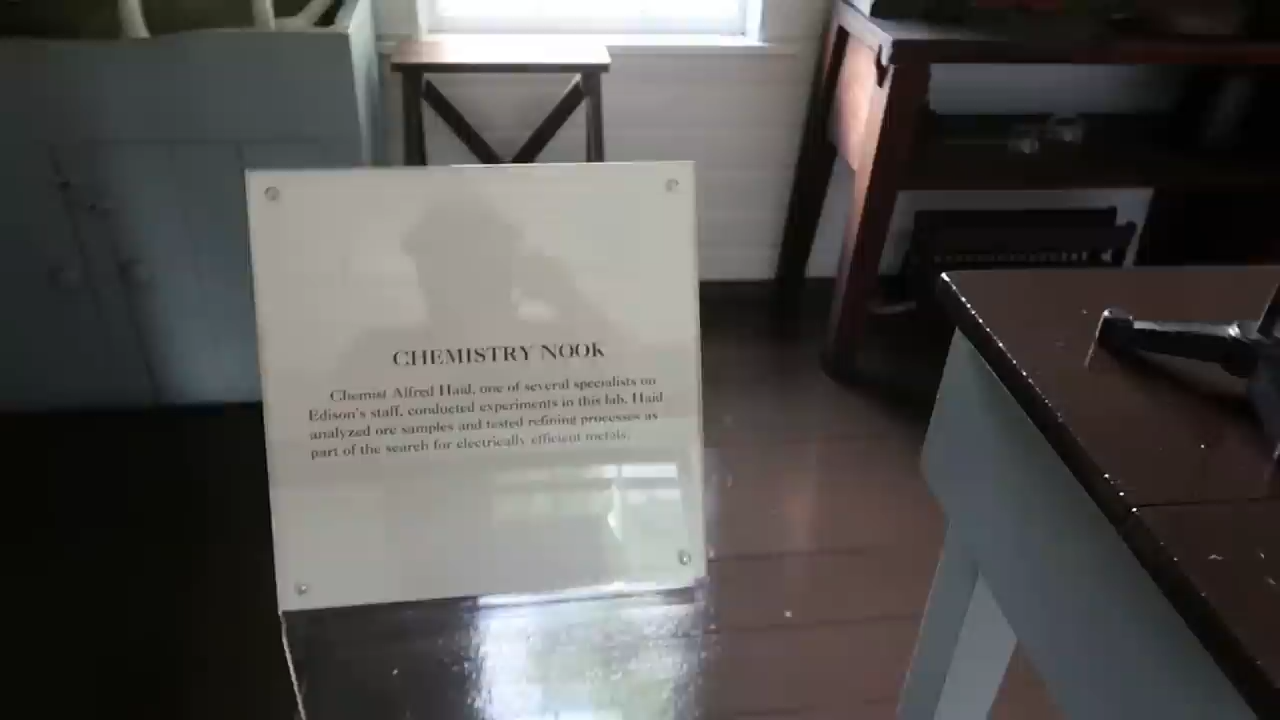 CHEMISTRY NOOK
Chemist Alfred Haid, one of several specialists on
Edison's staff, conducted experiments in this lab. Haid
analyzed ore samples and tested refining processes as
part of the search for electrically efficient metals.